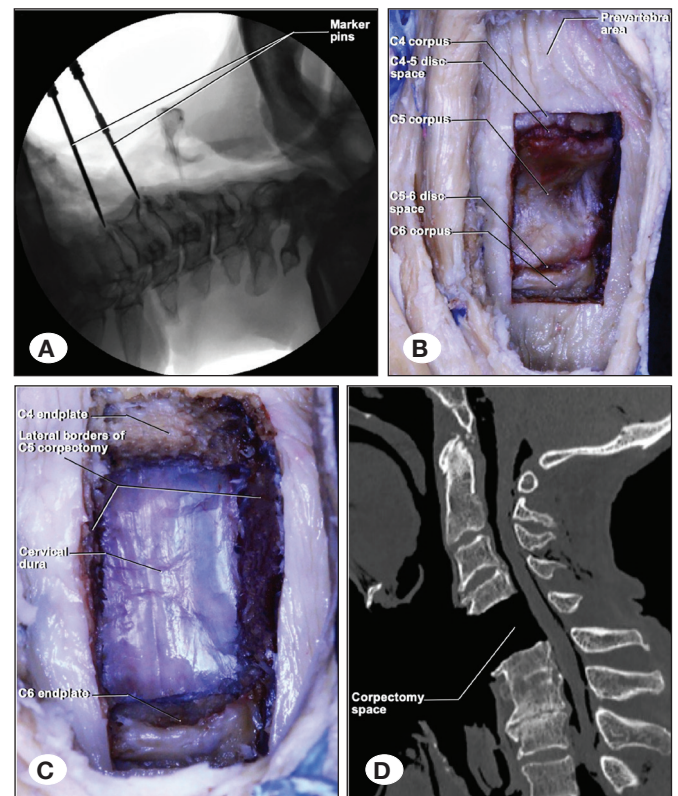 Marker
pins
A
Prevertebra
area
C4 corpus
C4-5 disc
space
C5 corpus
C5-6 disc
space
C6 corpus
B
C4 endplate
Lateral borders of
C5 corpectomy
Cervical
dura
C6 endplate
C
Corpectomy
space
D